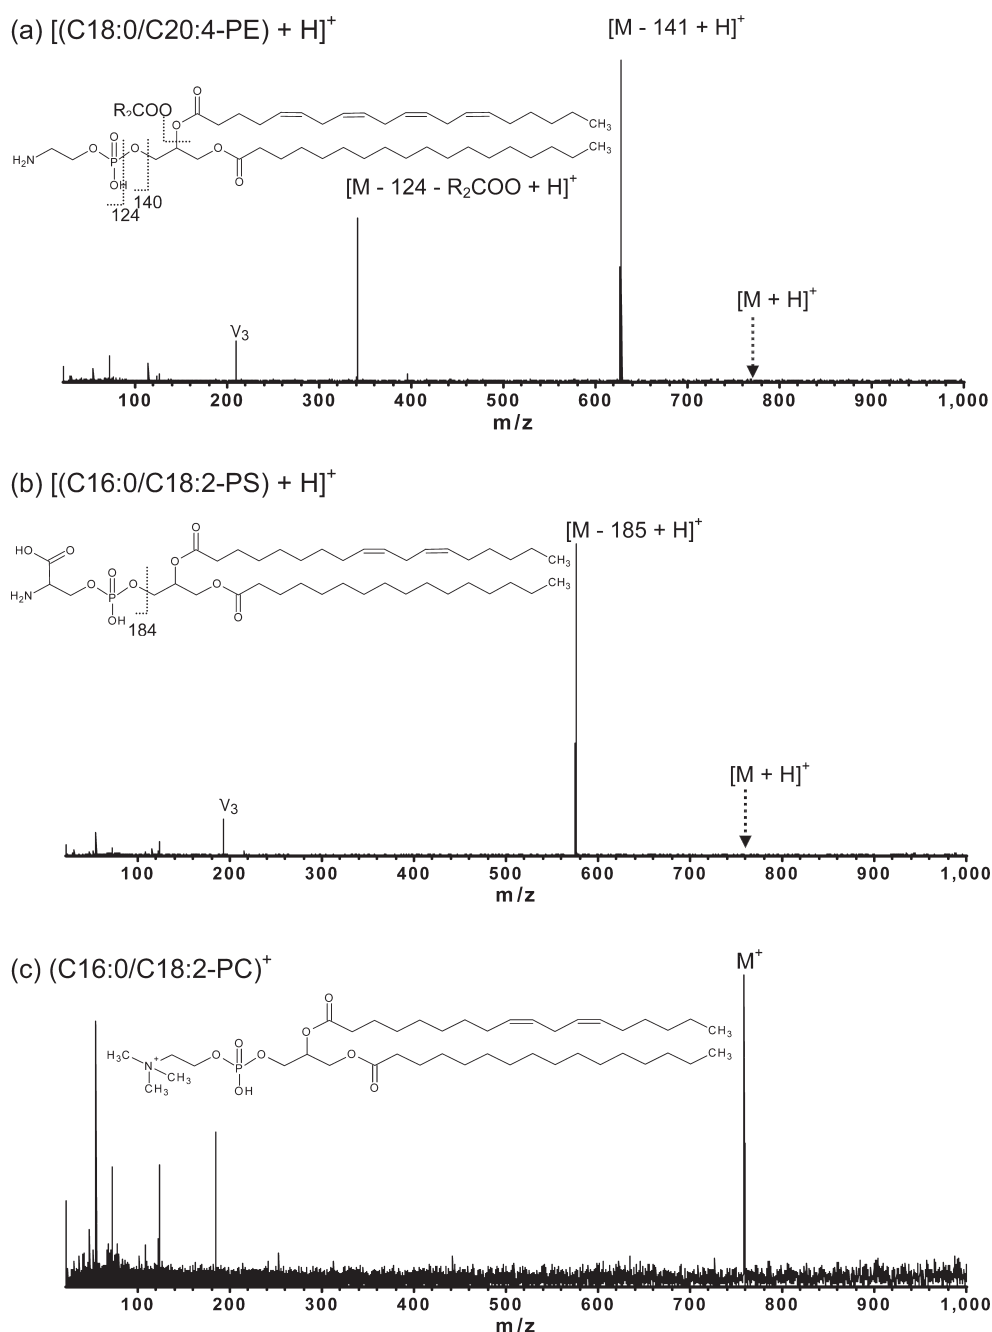 (a) [(C18:0/C20:4-PE) + H]+
[M - 141 + H]+
R2COO
O
O
CH3
H2N
O
O
P
O
O
CH3
OH
O
124
140
[M - 124 - R2COO + H]+
[M + H]+
V3
100 200 300 400 500 600 700 800 900 1,000
m/z
(b) [(C16:0/C18:2-PS) + H]+
[M - 185 + H]+
O
HO
O
O
CH3
H2N
O
O
P
O
O
CH3
OH
O
184
[M + H]+
V3
100 200 300 400 500 600 700 800 900 1,000
m/z
(c) (C16:0/C18:2-PC)+
M+
O
O
CH3
H3C
N+
CH3
CH3
O
O
P
O
O
CH3
OH
O
100 200 300 400 500 600 700 800 900 1,000
m/z